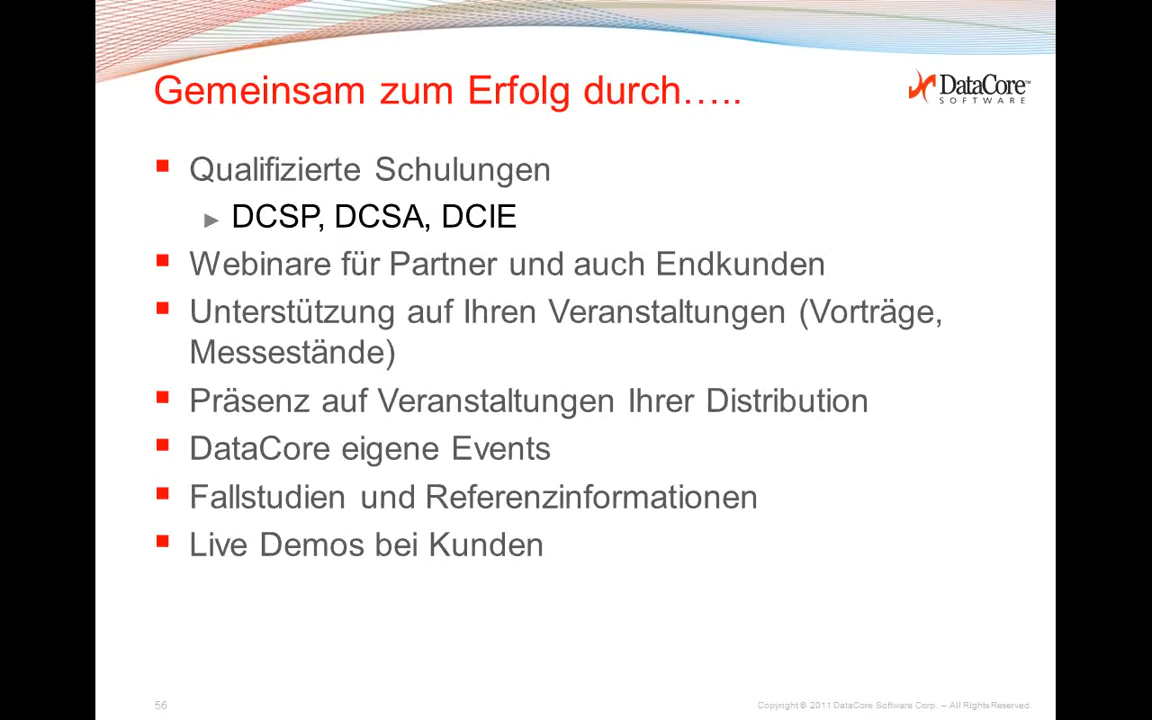 Gemeinsam zum Erfolg durch…..
DataCore™
SOFTWARE
Qualifizierte Schulungen
DCSP, DCSA, DCIE
Webinare für Partner und auch Endkunden
Unterstützung auf Ihren Veranstaltungen (Vorträge,
Messestände)
Präsenz auf Veranstaltungen Ihrer Distribution
DataCore eigene Events
Fallstudien und Referenzinformationen
Live Demos bei Kunden
56
Copyright © 2011 DataCore Software Corp. – All Rights Reserved.